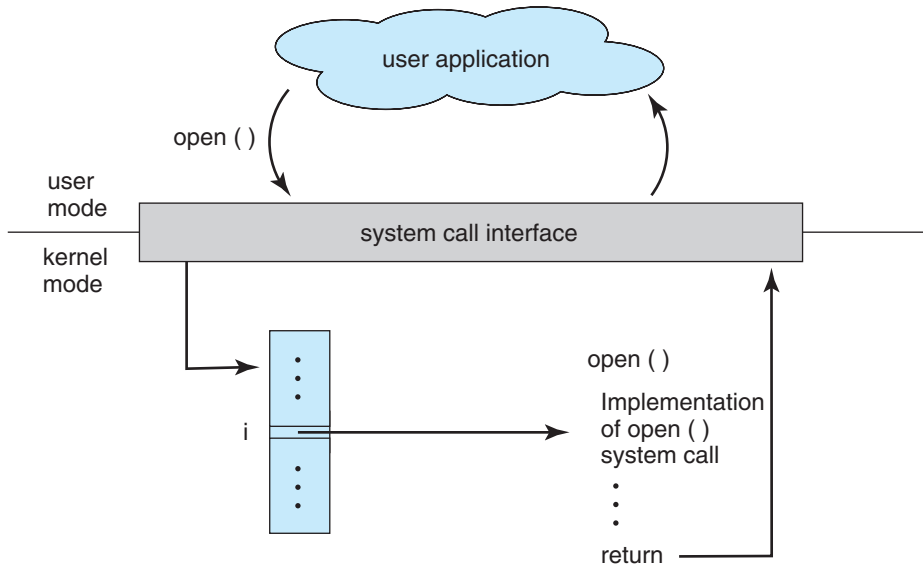 user application
open ( )
user
mode
system call interface
kernel
mode
open ( )
i
Implementation
of open ( )
system call
return